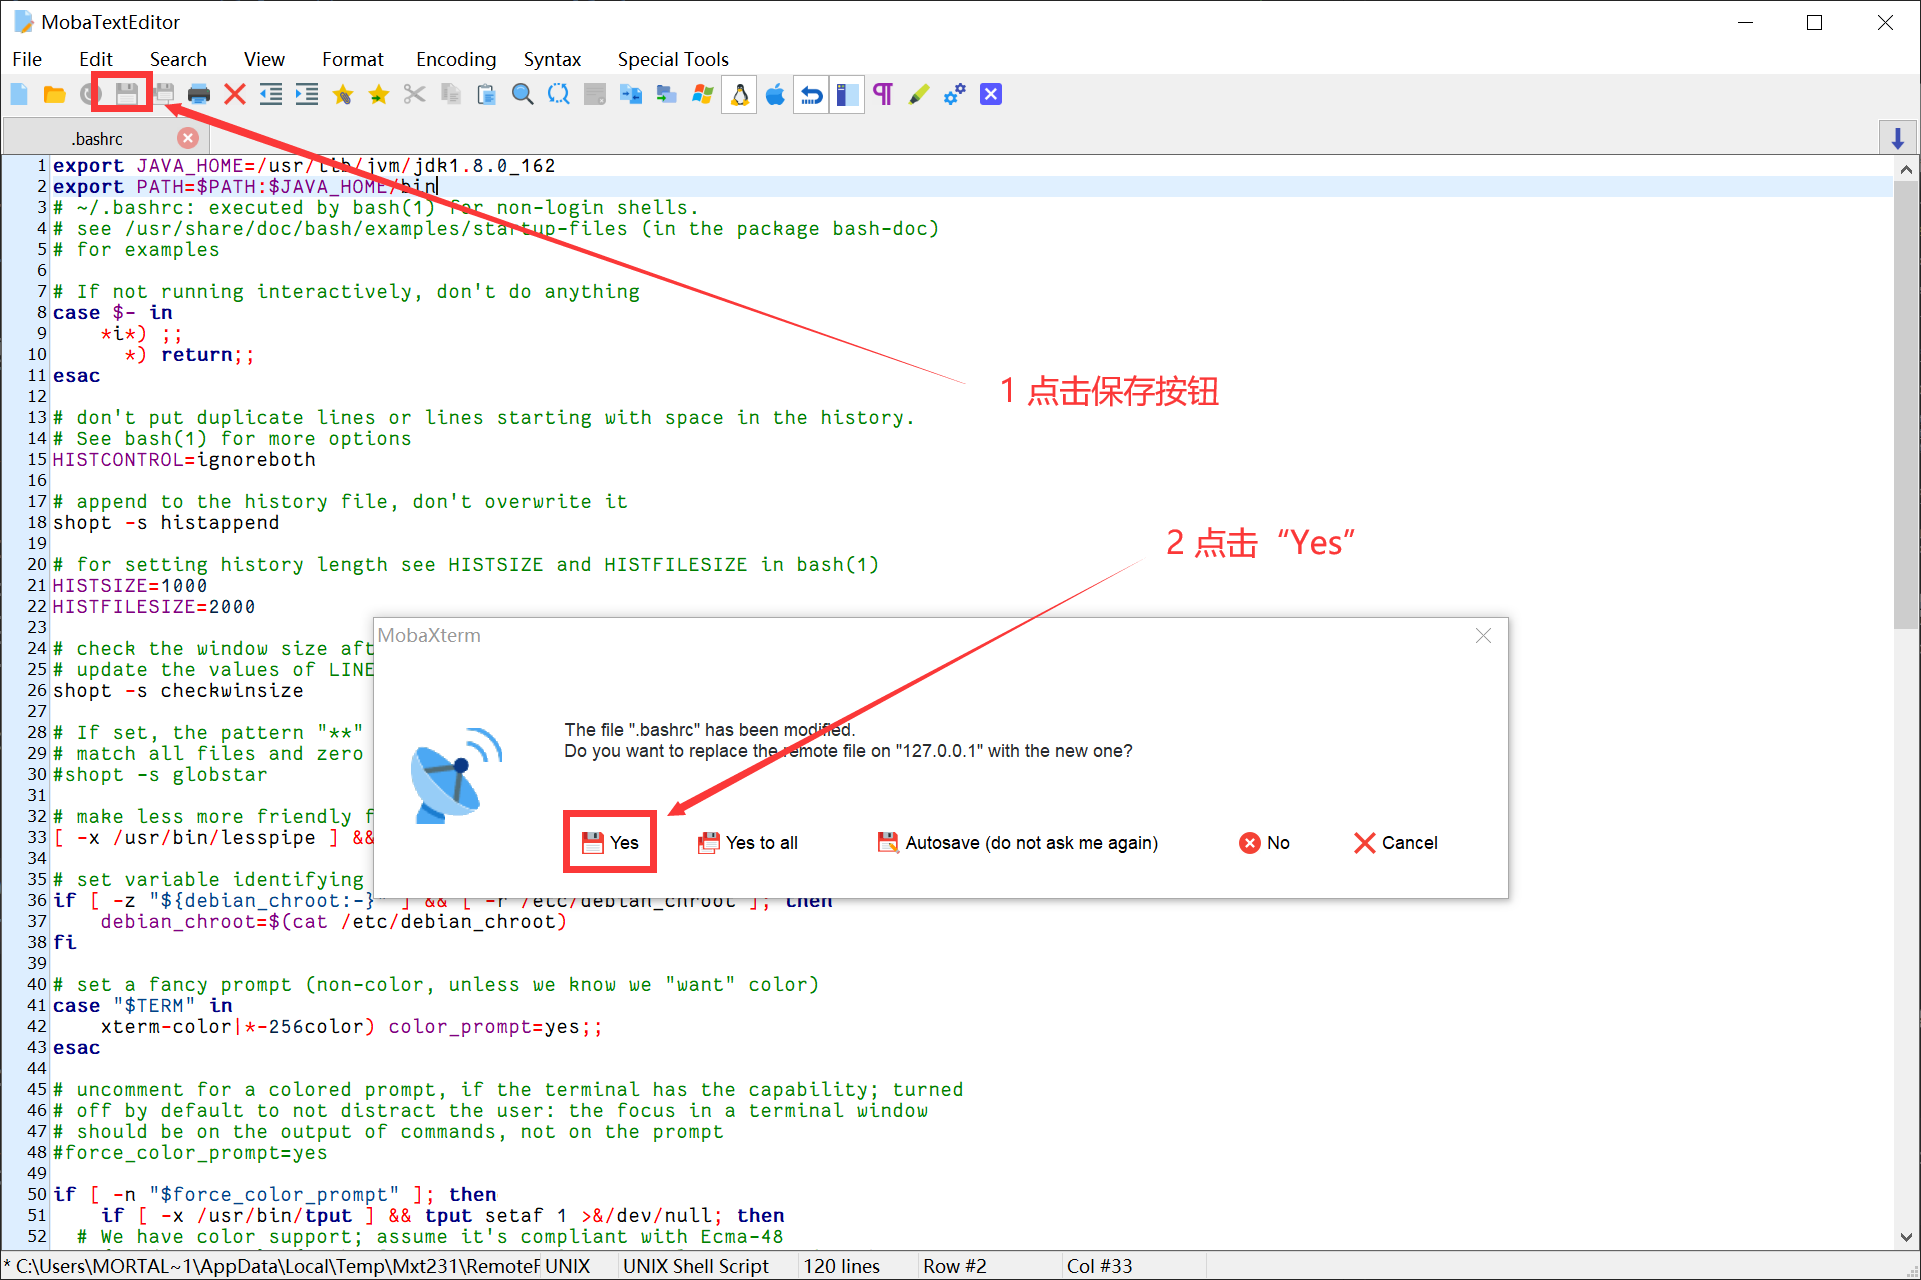 MobaTextEditor
File Edit Search View Format Encoding Syntax Special Tools
.bashrc
1 export JAVA_HOME=/usr/lib/jvm/jdk1.8.0_162
2 export PATH=$PATH:$JAVA_HOME/bin
3 # ~/.bashrc: executed by bash(1) for non-login shells.
4 # see /usr/share/doc/bash/examples/startup-files (in the package bash-doc)
5 # for examples
6
7 # If not running interactively, don't do anything
8 case $- in
9     *i*) ;;
10       *) return;;
11 esac
12
13 # don't put duplicate lines or lines starting with space in the history.
14 # See bash(1) for more options
15 HISTCONTROL=ignoreboth
16
17 # append to the history file, don't overwrite it
18 shopt -s histappend
19
20 # for setting history length see HISTSIZE and HISTFILESIZE in bash(1)
21 HISTSIZE=1000
22 HISTFILESIZE=2000
23
24 # check the window size aft
25 # update the values of LINE
26 shopt -s checkwinsize
27
28 # If set, the pattern "**"
29 # match all files and zero
30 #shopt -s globstar
31
32 # make less more friendly f
33 [ -x /usr/bin/lesspipe ] &&
34
35 # set variable identifying
36 if [ -z "${debian_chroot:-}" ] && [ -r /etc/debian_chroot ]; then
37     debian_chroot=$(cat /etc/debian_chroot)
38 fi
39
40 # set a fancy prompt (non-color, unless we know we "want" color)
41 case "$TERM" in
42     xterm-color|*-256color) color_prompt=yes;;
43 esac
44
45 # uncomment for a colored prompt, if the terminal has the capability; turned
46 # off by default to not distract the user: the focus in a terminal window
47 # should be on the output of commands, not on the prompt
48 #force_color_prompt=yes
49
50 if [ -n "$force_color_prompt" ]; then
51     if [ -x /usr/bin/tput ] && tput setaf 1 >&/dev/null; then
52   # We have color support; assume it's compliant with Ecma-48
1 点击保存按钮
2 点击“Yes”
MobaXterm
The file ".bashrc" has been modified.
Do you want to replace the remote file on "127.0.0.1" with the new one?
Yes Yes to all Autosave (do not ask me again) No Cancel
* C:\Users\MORTAL~1\AppData\Local\Temp\Mxt231\RemoteF UNIX UNIX Shell Script 120 lines Row #2 Col #33